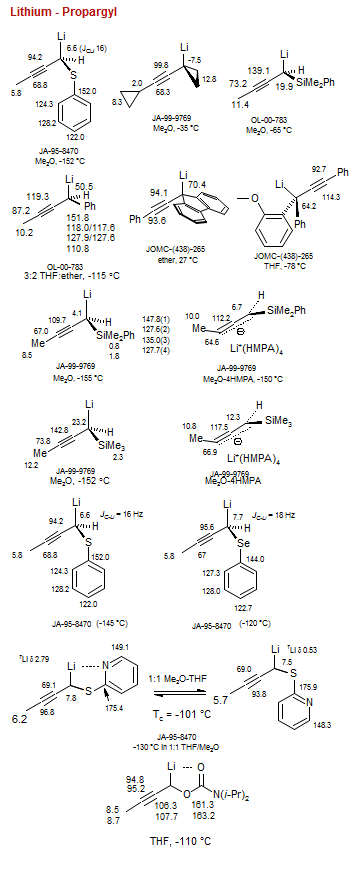 Lithium - Propargyl
Li
94.2
6.6 (J_CLi 16)
H
5.8
68.8
S
152.0
124.3
128.2
122.0
JA-95-8470
Me2O, -152 °C
Li
99.8
-7.5
2.0
12.8
8.3
68.3
JA-99-9769
Me2O, -35 °C
Li
139.1
H
73.2
19.9
SiMe2Ph
11.4
OL-00-783
Me2O, -65 °C
Li
119.3
50.5
H
Ph
87.2
10.2
151.8
118.0/117.6
127.9/127.6
110.8
OL-00-783
3:2 THF:ether, -115 °C
Li
94.1
70.4
Ph
93.6
JOMC-(438)-265
ether, 27 °C
92.7
Ph
Li
O
114.3
64.2
Ph
JOMC-(438)-265
THF, -78 °C
Li
109.7
4.1
H
67.0
SiMe2Ph
Me
0.8
8.5
1.8
147.8(1)
127.6(2)
135.0(3)
127.7(4)
JA-99-9769
Me2O, -155 °C
H
6.7
10.0
112.2
SiMe2Ph
Me
⊖
64.6
Li+(HMPA)4
JA-99-9769
Me2O-4HMPA, -150 °C
Li
142.8
23.2
H
73.8
SiMe3
Me
2.3
12.2
JA-99-9769
Me2O, -152 °C
H
12.3
10.8
117.5
SiMe3
Me
⊖
66.9
Li+(HMPA)4
JA-99-9769
Me2O-4HMPA
Li
94.2
6.6
J_C-Li = 16 Hz
H
5.8
68.8
S
152.0
124.3
128.2
122.0
JA-95-8470 (-145 °C)
Li
95.6
7.7
J_C-Li = 18 Hz
H
5.8
67
Se
144.0
127.3
128.0
122.7
JA-95-8470 (-120 °C)
149.1
7Li δ 2.79
Li
N
69.1
S
7.8
6.2
96.8
175.4
1:1 Me2O-THF
Tc = -101 °C
JA-95-8470
-130 °C in 1:1 THF/Me2O
Li
7Li δ 0.53
69.0
7.5
S
5.7
93.8
175.9
N
148.3
Li
O
94.8
95.2
O
N(i-Pr)2
8.5
106.3
161.3
8.7
107.7
163.2
THF, -110 °C